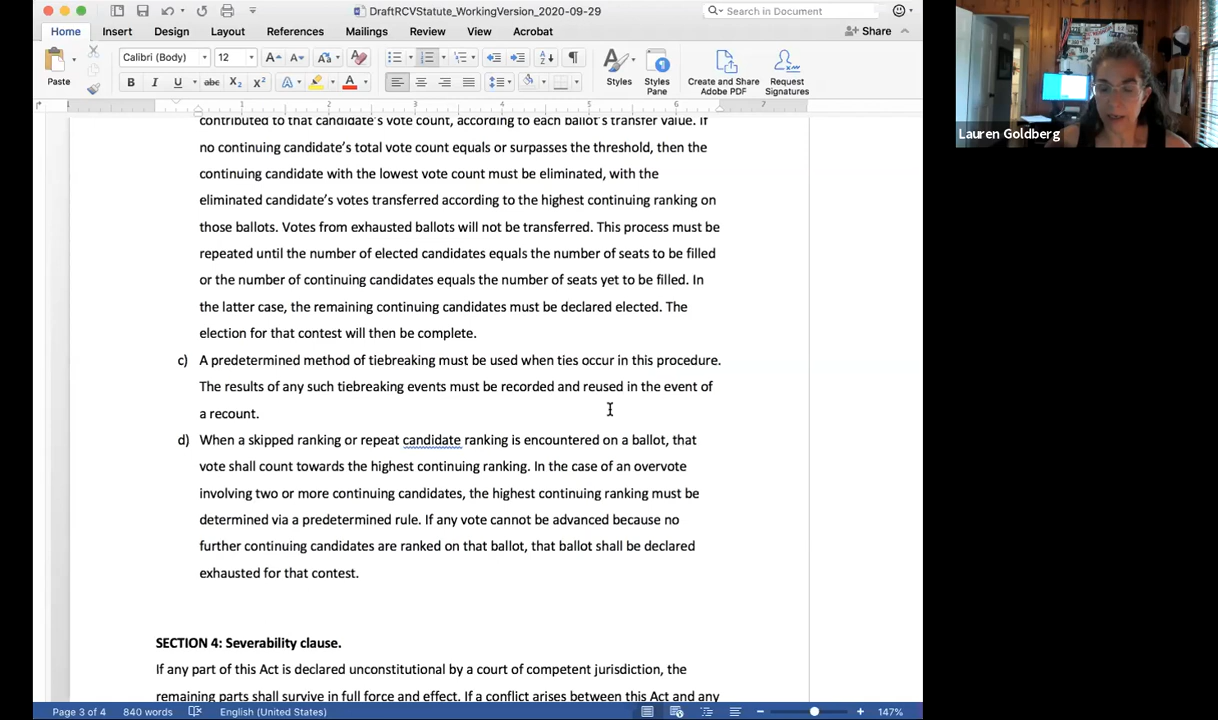 DraftRCVStatute_WorkingVersion_2020-09-29
Search in Document
Home Insert Design Layout References Mailings Review View Acrobat
Share
Paste
Calibri (Body) 12
Styles
Styles Pane
Create and Share Adobe PDF
Request Signatures
Lauren Goldberg
1 1 2 3 4 5 6 7
contributed to that candidate's vote count, according to each ballot's transfer value. If
no continuing candidate's total vote count equals or surpasses the threshold, then the
continuing candidate with the lowest vote count must be eliminated, with the
eliminated candidate's votes transferred according to the highest continuing ranking on
those ballots. Votes from exhausted ballots will not be transferred. This process must be
repeated until the number of elected candidates equals the number of seats to be filled
or the number of continuing candidates equals the number of seats yet to be filled. In
the latter case, the remaining continuing candidates must be declared elected. The
election for that contest will then be complete.
c) A predetermined method of tiebreaking must be used when ties occur in this procedure.
The results of any such tiebreaking events must be recorded and reused in the event of
a recount.
d) When a skipped ranking or repeat candidate ranking is encountered on a ballot, that
vote shall count towards the highest continuing ranking. In the case of an overvote
involving two or more continuing candidates, the highest continuing ranking must be
determined via a predetermined rule. If any vote cannot be advanced because no
further continuing candidates are ranked on that ballot, that ballot shall be declared
exhausted for that contest.
SECTION 4: Severability clause.
If any part of this Act is declared unconstitutional by a court of competent jurisdiction, the
remaining parts shall survive in full force and effect. If a conflict arises between this Act and any
Page 3 of 4 840 words English (United States) 147%